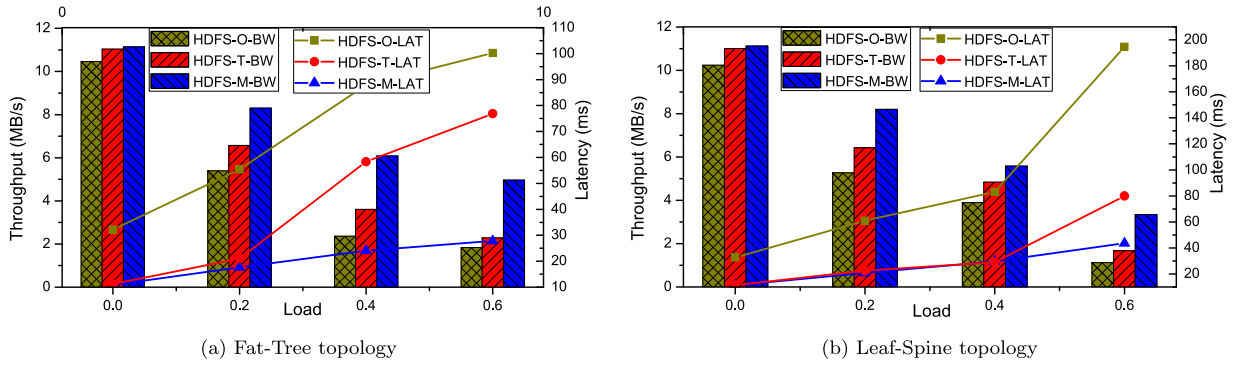 0 10
12
10
8
6
4
2
0
Throughput (MB/s)
HDFS-O-BW
HDFS-T-BW
HDFS-M-BW
HDFS-O-LAT
HDFS-T-LAT
HDFS-M-LAT
110
100
90
80
70
60
50
40
30
20
10
Latency (ms)
0.0 0.2 0.4 0.6
Load
(a) Fat-Tree topology
12
10
8
6
4
2
0
Throughput (MB/s)
HDFS-O-BW
HDFS-T-BW
HDFS-M-BW
HDFS-O-LAT
HDFS-T-LAT
HDFS-M-LAT
200
180
160
140
120
100
80
60
40
20
Latency (ms)
0.0 0.2 0.4 0.6
Load
(b) Leaf-Spine topology